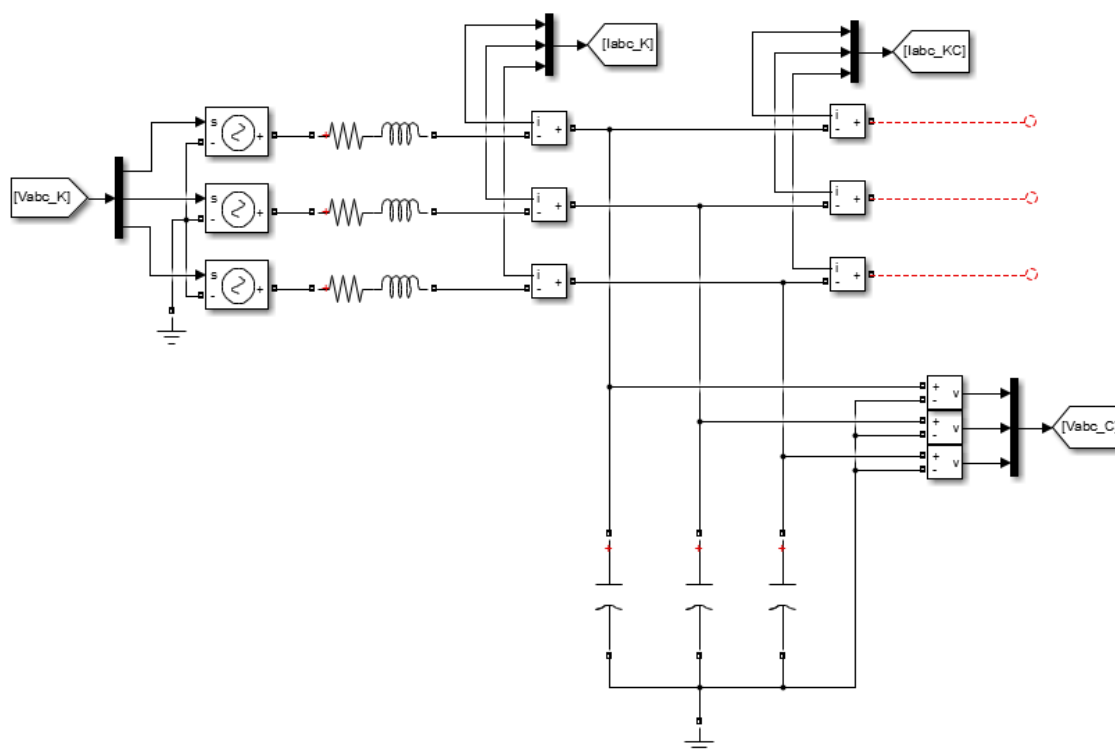 [Iabc_K]
[Iabc_KC]
[Vabc_K]
s
+
-
i
+
-
i
+
-
s
+
-
i
+
-
i
+
-
s
+
-
i
+
-
i
+
-
+
-
v
+
-
v
+
-
v
[Vabc_C]